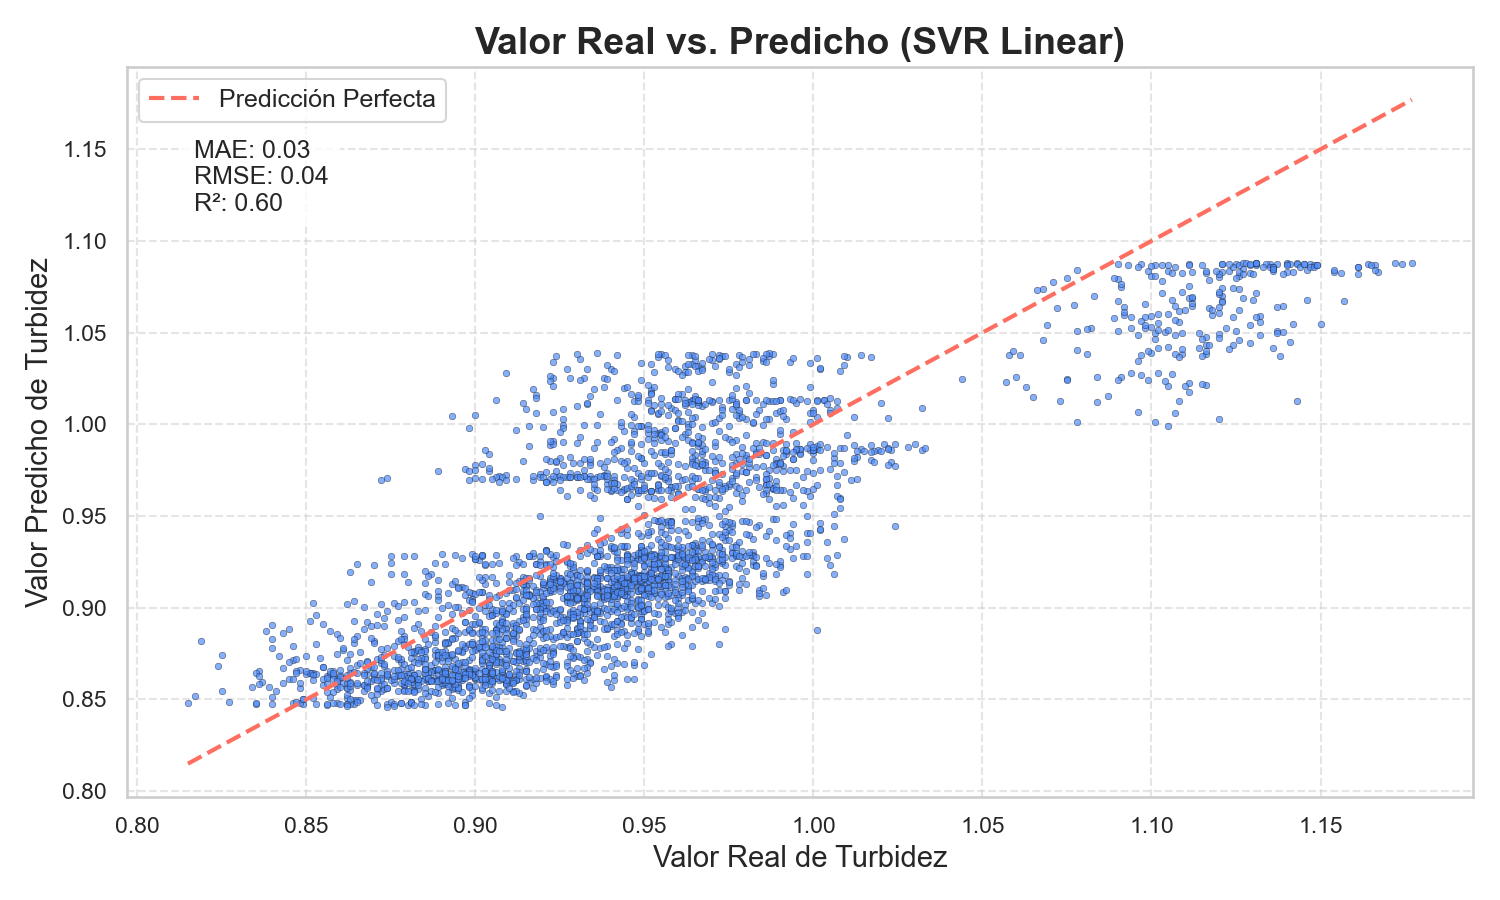 Valor Real vs. Predicho (SVR Linear)
Predicción Perfecta
MAE: 0.03
RMSE: 0.04
R²: 0.60
Valor Predicho de Turbidez
1.15
1.10
1.05
1.00
0.95
0.90
0.85
0.80
0.80 0.85 0.90 0.95 1.00 1.05 1.10 1.15
Valor Real de Turbidez